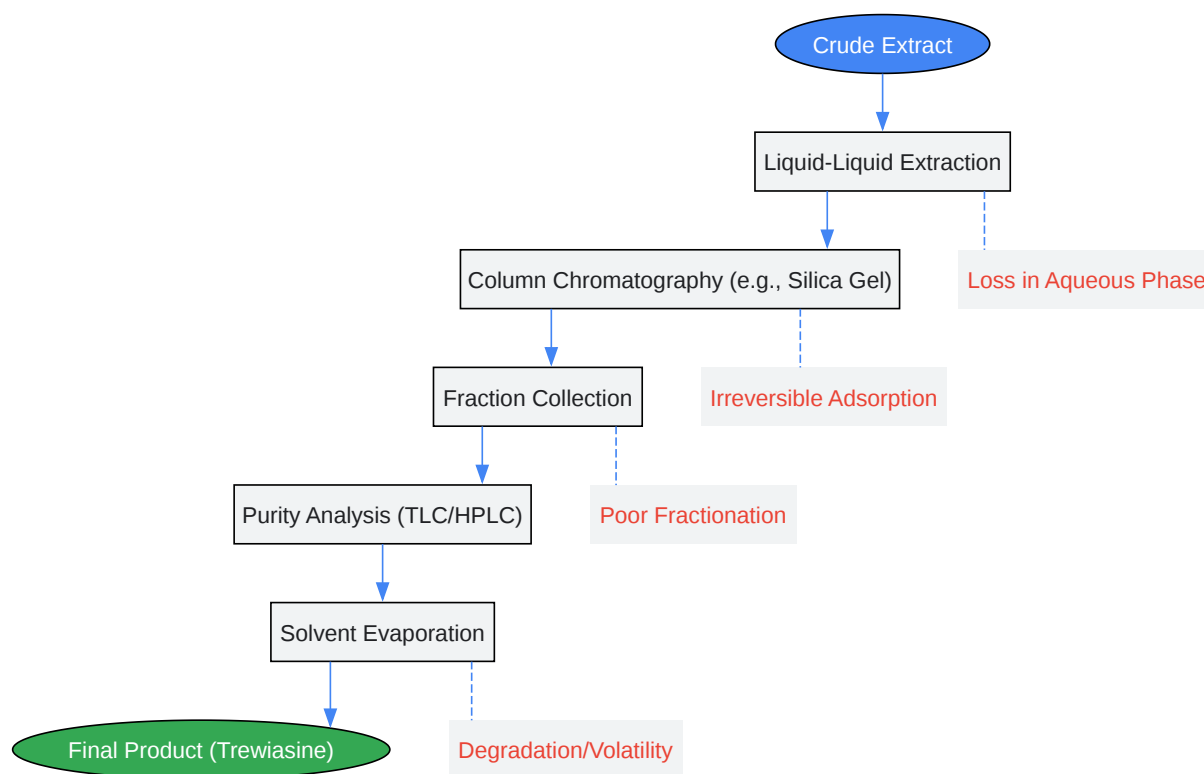 Crude Extract
Liquid-Liquid Extraction
Column Chromatography (e.g., Silica Gel)
Loss in Aqueous Phase
Fraction Collection
Irreversible Adsorption
Purity Analysis (TLC/HPLC)
Poor Fractionation
Solvent Evaporation
Final Product (Trewiasine)
Degradation/Volatility